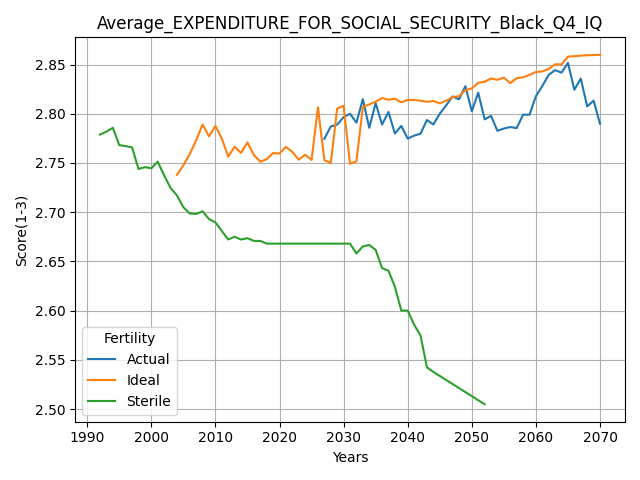 Average_EXPENDITURE_FOR_SOCIAL_SECURITY_Black_Q4_IQ
Score(1-3)
2.85
2.80
2.75
2.70
2.65
2.60
2.55
2.50
Fertility
Actual
Ideal
Sterile
1990 2000 2010 2020 2030 2040 2050 2060 2070
Years